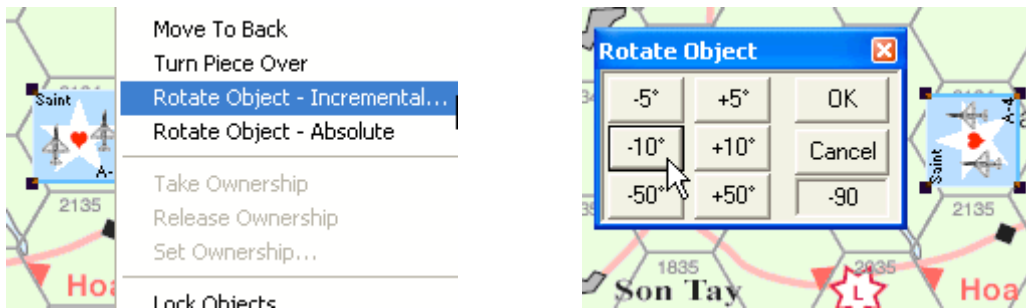 Move To Back
Turn Piece Over
Rotate Object - Incremental...
Rotate Object - Absolute
Take Ownership
Release Ownership
Set Ownership...
Lock Objects
Saint
A-
2135
Hoa
Rotate Object
-5° +5° OK
-10° +10° Cancel
-50° +50° -90
Saint
A-4
2135
1835
2035
Son Tay
L
Hoa